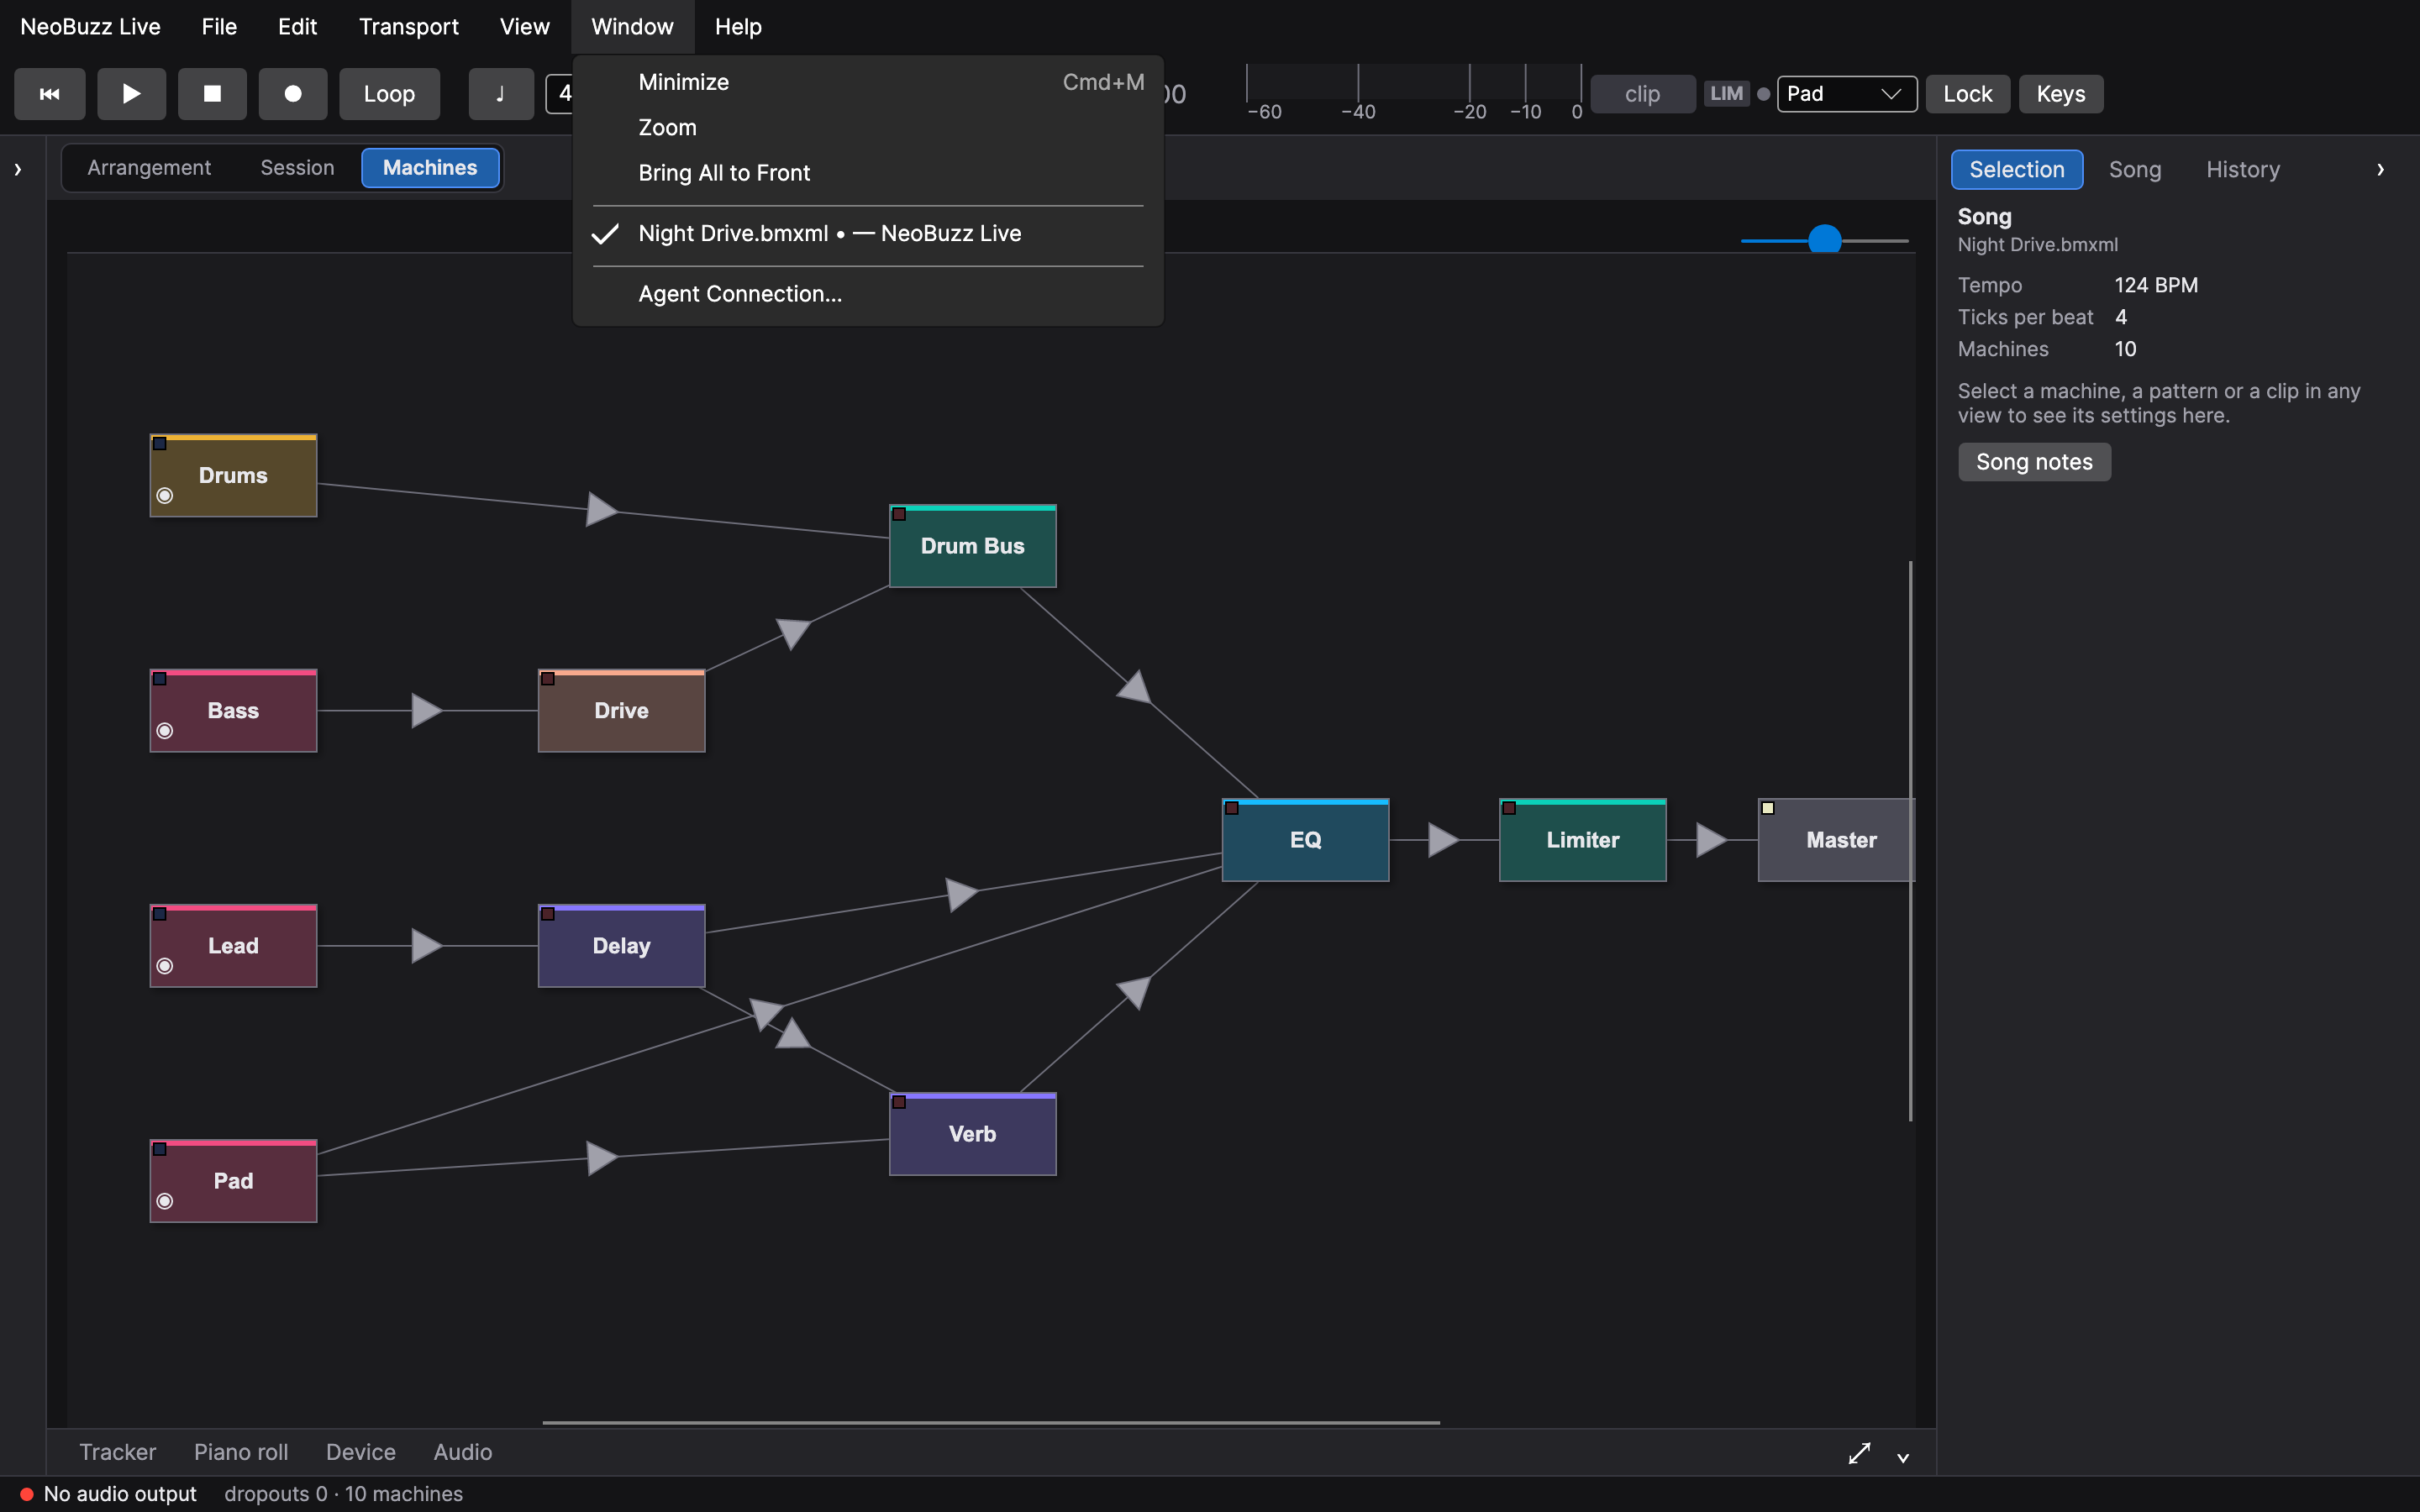 NeoBuzz Live File Edit Transport View Window Help
Loop ♩ 4
00
−60 −40 −20 −10 0
clip LIM Pad Lock Keys
Minimize Cmd+M
Zoom
Bring All to Front
Night Drive.bmxml • — NeoBuzz Live
Agent Connection...
Arrangement Session Machines
Selection Song History
Song
Night Drive.bmxml
Tempo 124 BPM
Ticks per beat 4
Machines 10
Select a machine, a pattern or a clip in any
view to see its settings here.
Song notes
Drums
Drum Bus
Bass
Drive
EQ
Limiter
Master
Lead
Delay
Verb
Pad
Tracker Piano roll Device Audio
No audio output dropouts 0 · 10 machines